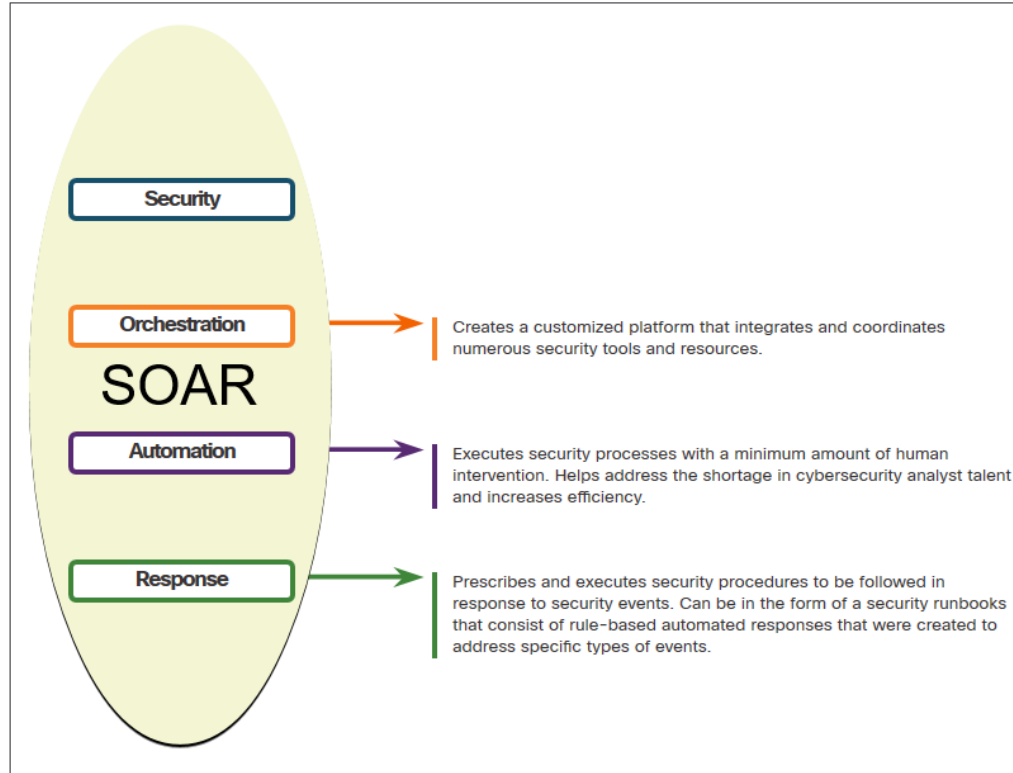 Security
Orchestration
Creates a customized platform that integrates and coordinates
numerous security tools and resources.
SOAR
Automation
Executes security processes with a minimum amount of human
intervention. Helps address the shortage in cybersecurity analyst talent
and increases efficiency.
Response
Prescribes and executes security procedures to be followed in
response to security events. Can be in the form of a security runbooks
that consist of rule-based automated responses that were created to
address specific types of events.